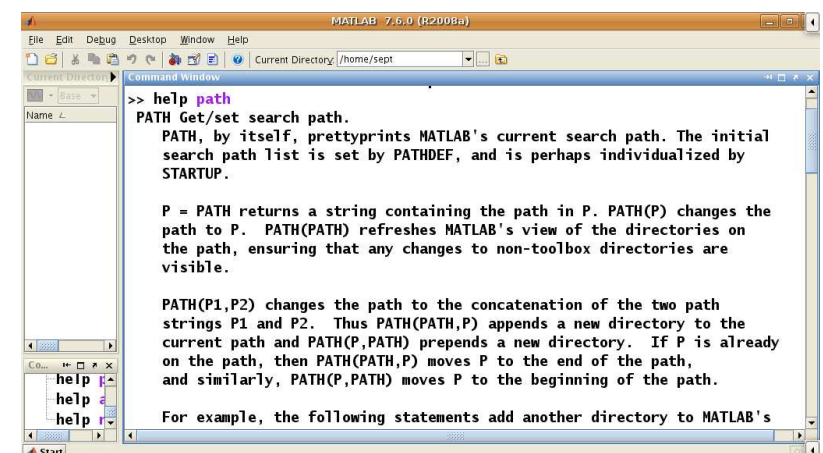 MATLAB 7.6.0 (R2008a)
File Edit Debug Desktop Window Help
Current Directory: /home/sept
Current Directory
Command Window
Base
Name
>> help path
PATH Get/set search path.
PATH, by itself, prettyprints MATLAB's current search path. The initial
search path list is set by PATHDEF, and is perhaps individualized by
STARTUP.
P = PATH returns a string containing the path in P. PATH(P) changes the
path to P. PATH(PATH) refreshes MATLAB's view of the directories on
the path, ensuring that any changes to non-toolbox directories are
visible.
PATH(P1,P2) changes the path to the concatenation of the two path
strings P1 and P2. Thus PATH(PATH,P) appends a new directory to the
current path and PATH(P,PATH) prepends a new directory. If P is already
on the path, then PATH(PATH,P) moves P to the end of the path,
and similarly, PATH(P,PATH) moves P to the beginning of the path.
For example, the following statements add another directory to MATLAB's
Co...
help p
help a
help
Start